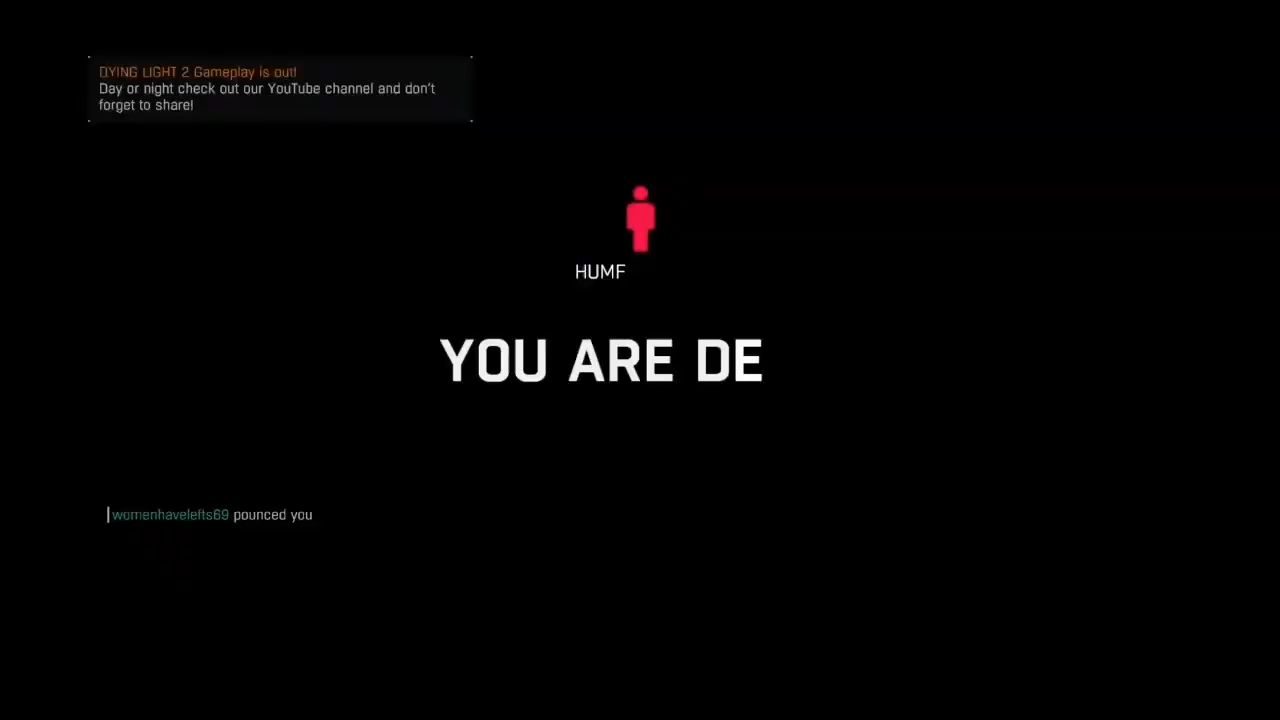 DYING LIGHT 2 Gameplay is out!
Day or night check out our YouTube channel and don't
forget to share!
HUMF
YOU ARE DE
womenhavelefts69 pounced you